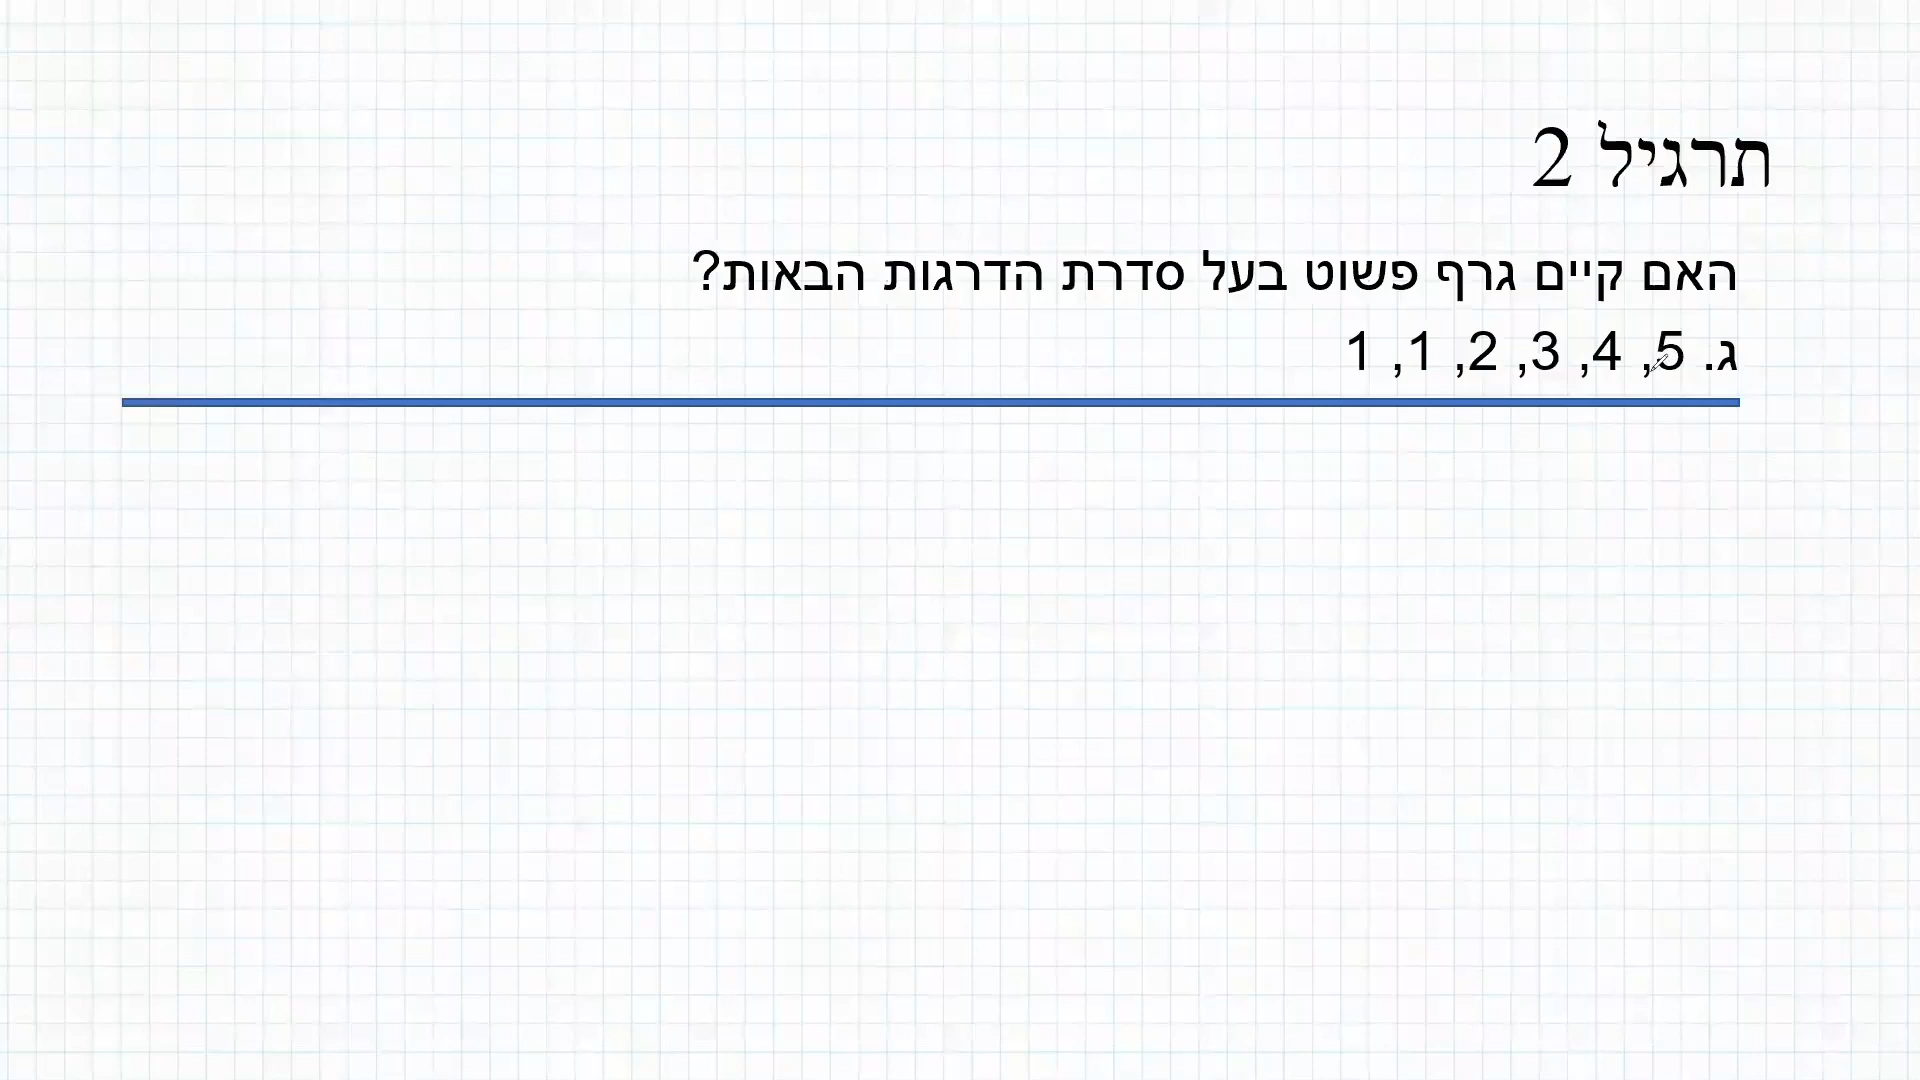 תרגיל 2
האם קיים גרף פשוט בעל סדרת הדרגות הבאות?
ג. 5, 4, 3, 2, 1, 1